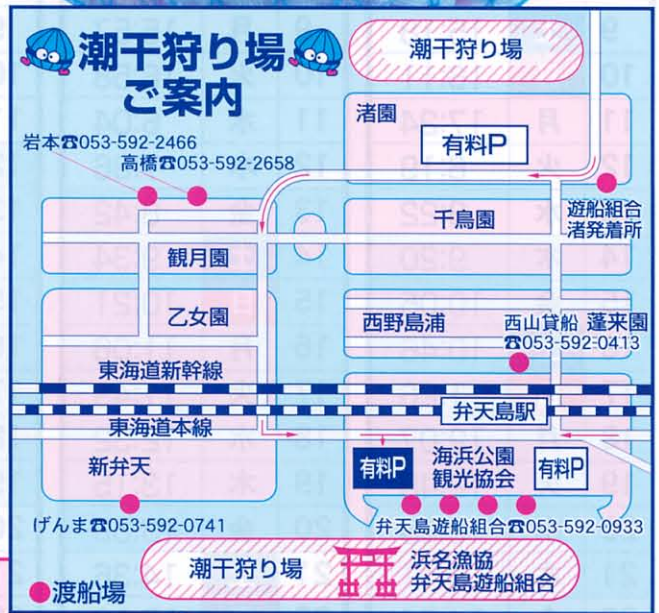 潮干狩り場
ご案内
潮干狩り場
渚園
有料P
岩本☎053-592-2466
高橋☎053-592-2658
遊船組合
渚発着所
千鳥園
観月園
乙女園
西野島浦
西山貸船 蓬来園
☎053-592-0413
東海道新幹線
弁天島駅
東海道本線
新弁天
有料P
海浜公園
観光協会
有料P
げんま☎053-592-0741
弁天島遊船組合☎053-592-0933
潮干狩り場
浜名漁協
弁天島遊船組合
●渡船場